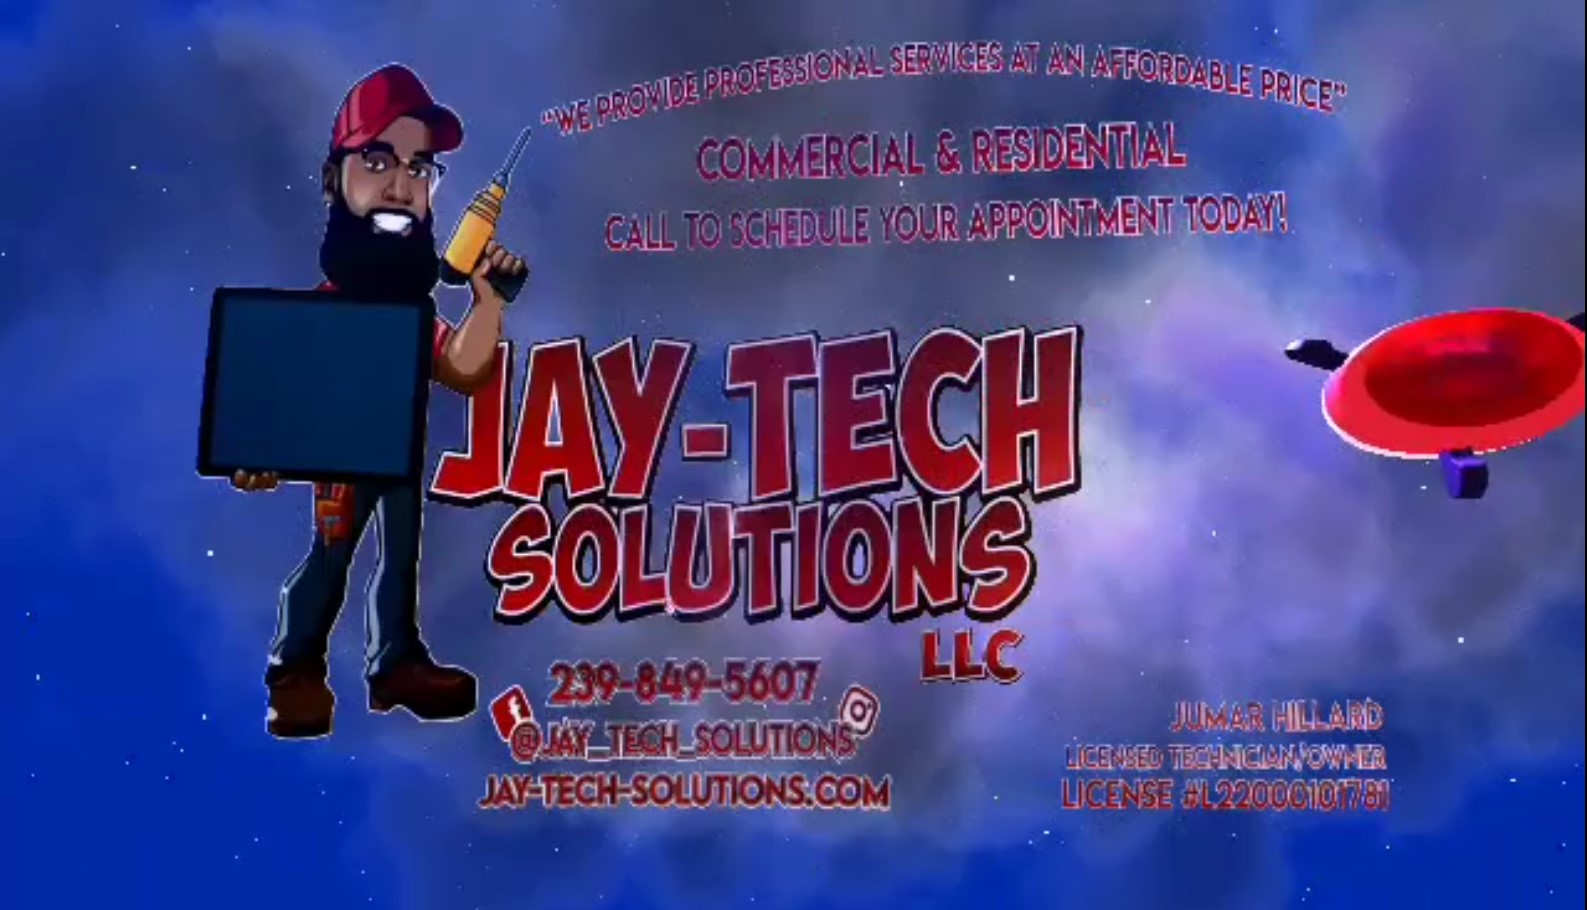 "WE PROVIDE PROFESSIONAL SERVICES AT AN AFFORDABLE PRICE"
COMMERCIAL & RESIDENTIAL
CALL TO SCHEDULE YOUR APPOINTMENT TODAY!
JAY-TECH
SOLUTIONS
LLC
239-849-5607
@JAY_TECH_SOLUTIONS
JAY-TECH-SOLUTIONS.COM
JUMAR HILLARD
LICENSED TECHNICIAN/OWNER
LICENSE #L22000101781